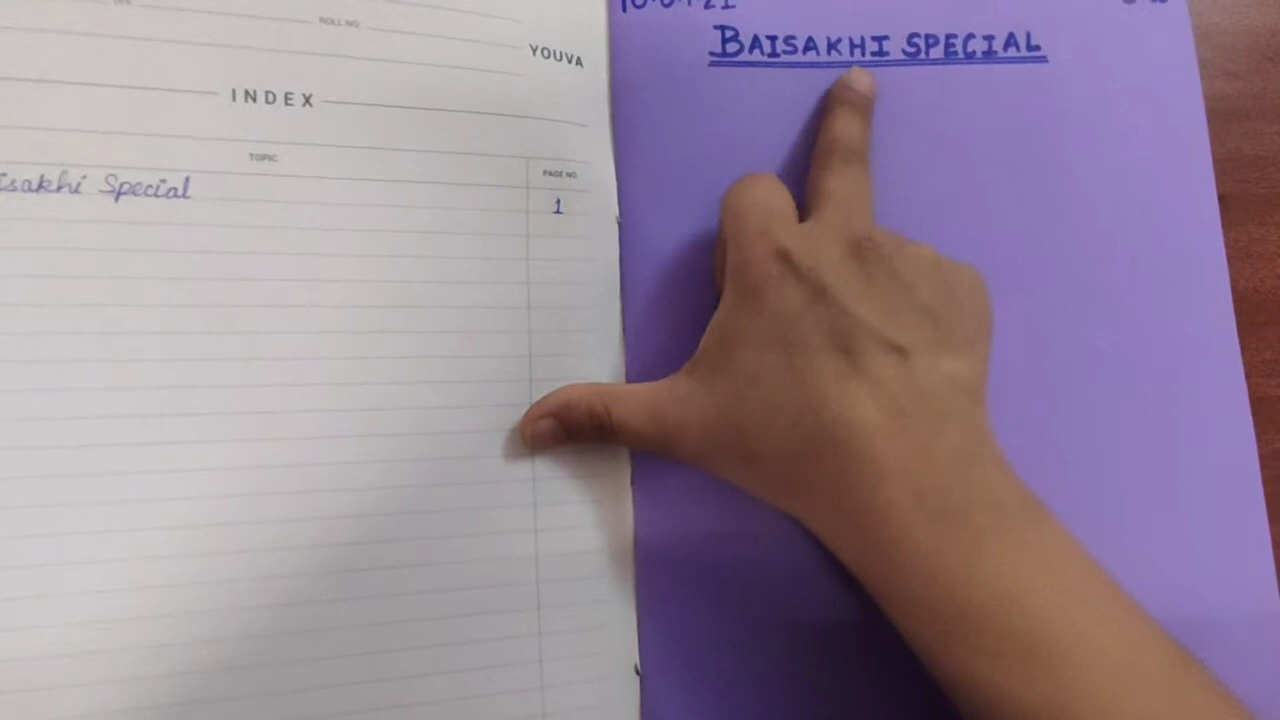 ROLL NO.
YOUVA
INDEX
TOPIC
PAGE NO.
Special
1
BAISAKHI SPECIAL